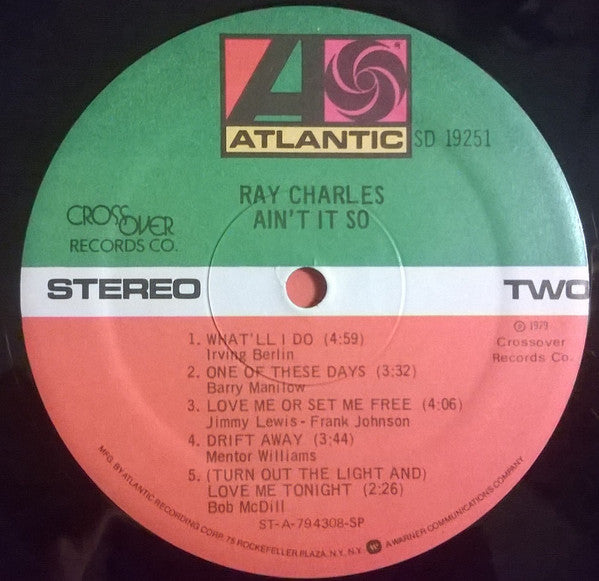 ATLANTIC
SD 19251
RAY CHARLES
AIN'T IT SO
CROSS OVER
RECORDS CO.
STEREO
TWO
℗ 1979
Crossover
Records Co.
1. WHAT'LL I DO (4:59)
Irving Berlin
2. ONE OF THESE DAYS (3:32)
Barry Manilow
3. LOVE ME OR SET ME FREE (4:06)
Jimmy Lewis - Frank Johnson
4. DRIFT AWAY (3:44)
Mentor Williams
5. (TURN OUT THE LIGHT AND)
LOVE ME TONIGHT (2:26)
Bob McDill
ST-A-794308-SP
MFG. BY ATLANTIC RECORDING CORP. 75 ROCKEFELLER PLAZA, N.Y. N.Y. A WARNER COMMUNICATIONS COMPANY